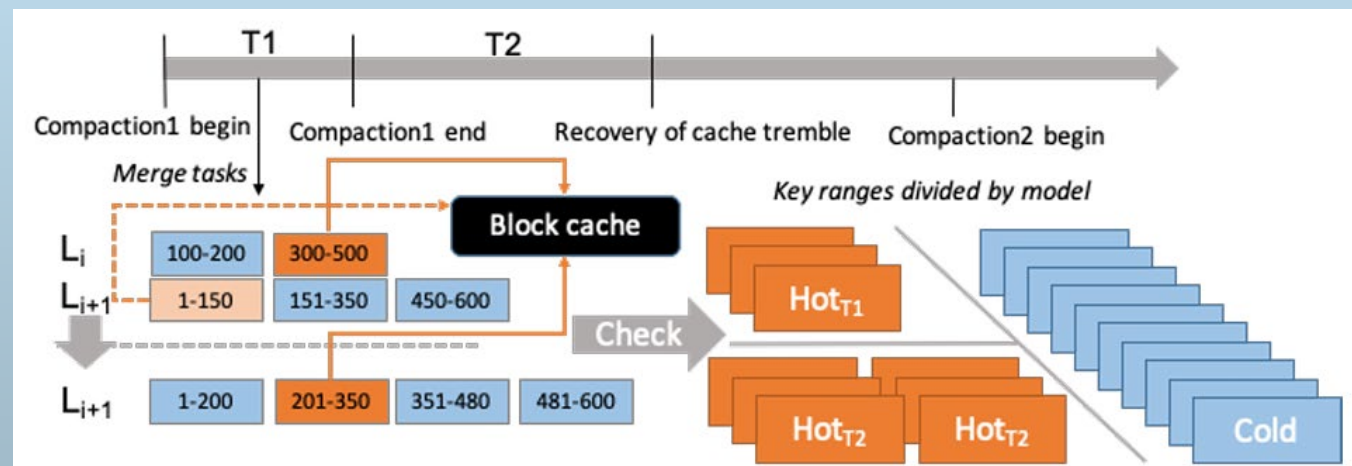 T1
T2
Compaction1 begin
Compaction1 end
Recovery of cache tremble
Compaction2 begin
Merge tasks
Key ranges divided by model
Block cache
Li
100-200
300-500
Li+1
1-150
151-350
450-600
Check
HotT1
Li+1
1-200
201-350
351-480
481-600
HotT2
HotT2
Cold